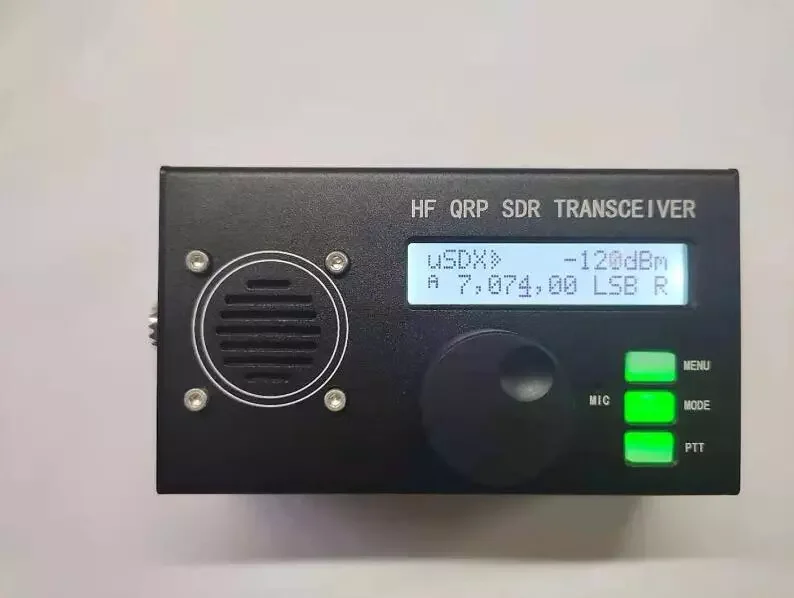 HF QRP SDR TRANSCEIVER
uSDX⟫ -120dBm
A 7,074,00 LSB R
MENU
MIC
MODE
PTT